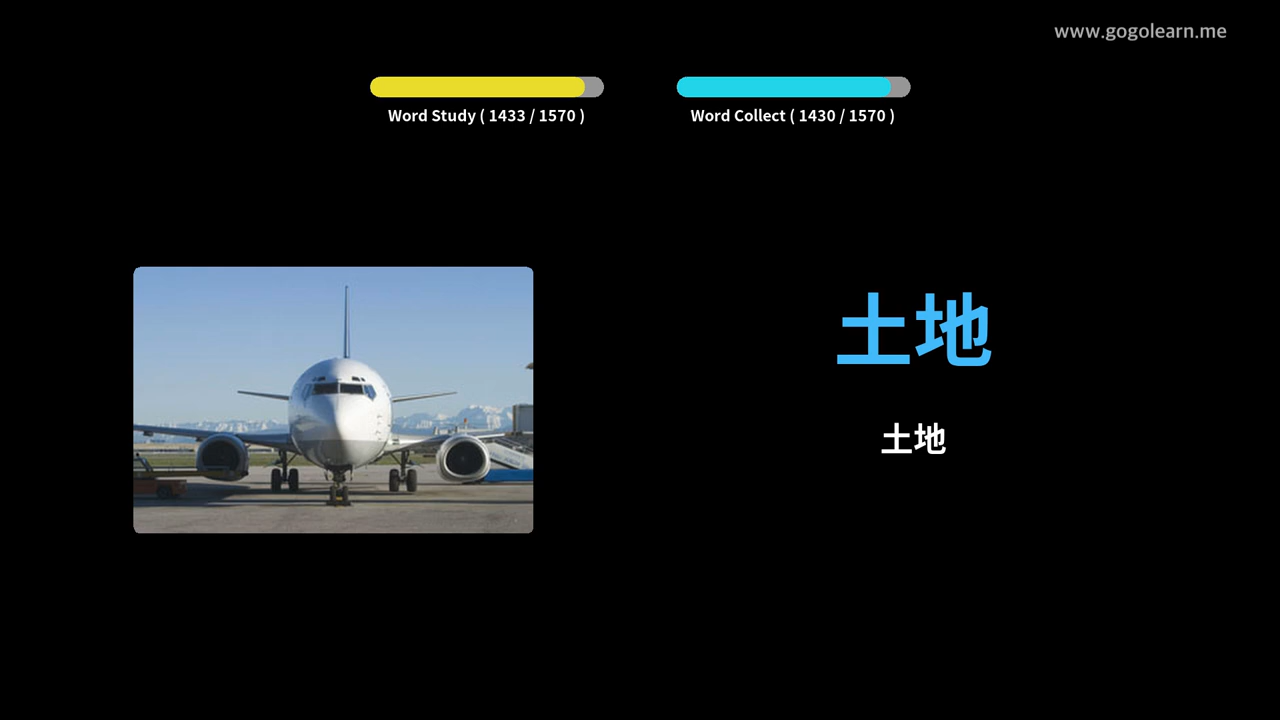 www.gogolearn.me
Word Study ( 1433 / 1570 )
Word Collect ( 1430 / 1570 )
土地
土地